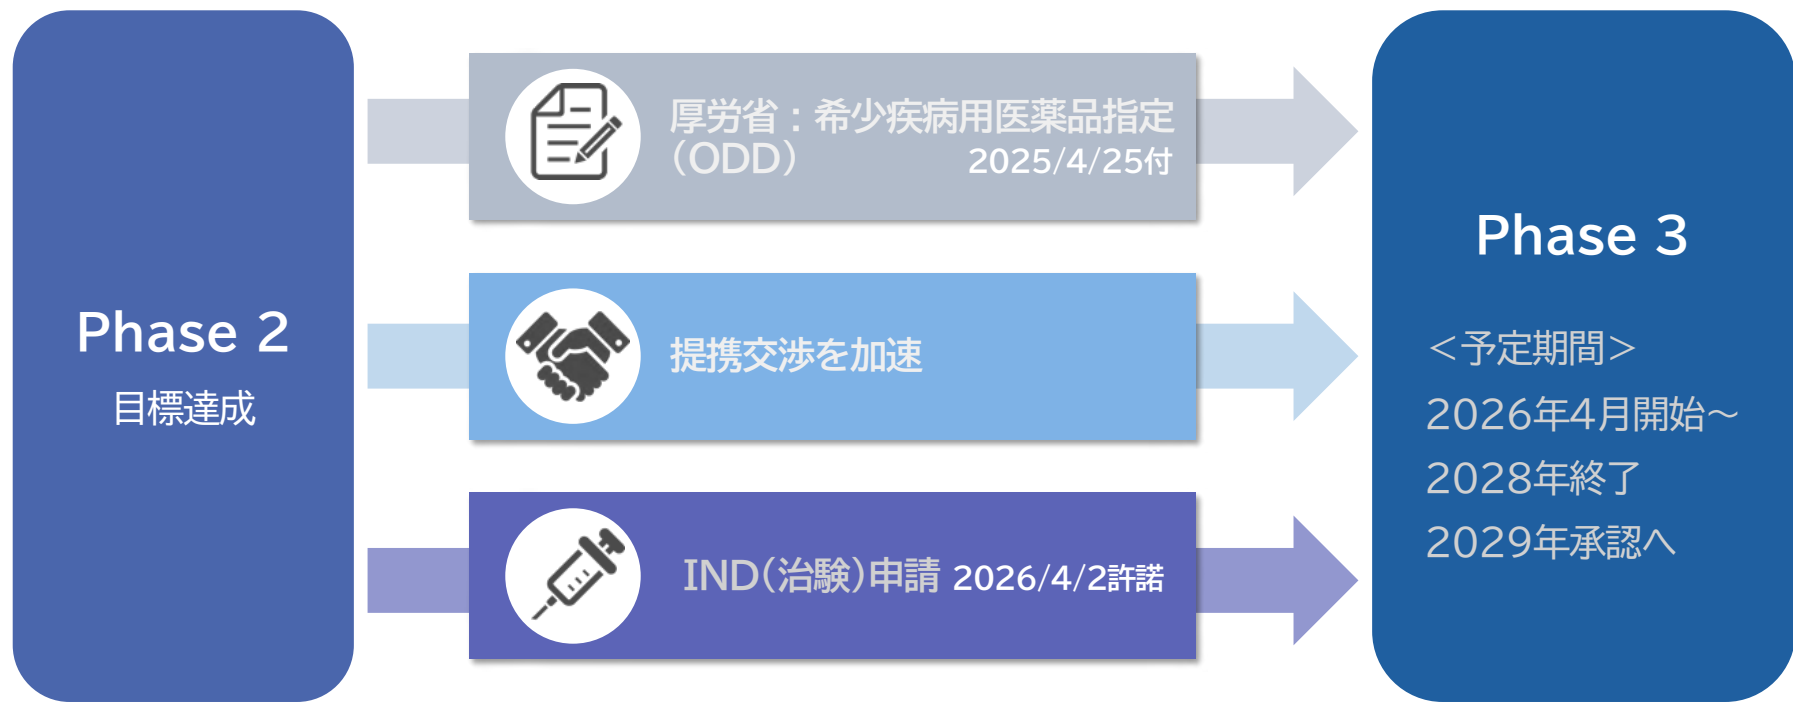 Phase 2
目標達成
厚労省：希少疾病用医薬品指定
（ODD） 2025/4/25付
提携交渉を加速
IND（治験）申請 2026/4/2許諾
Phase 3
＜予定期間＞
2026年4月開始～
2028年終了
2029年承認へ